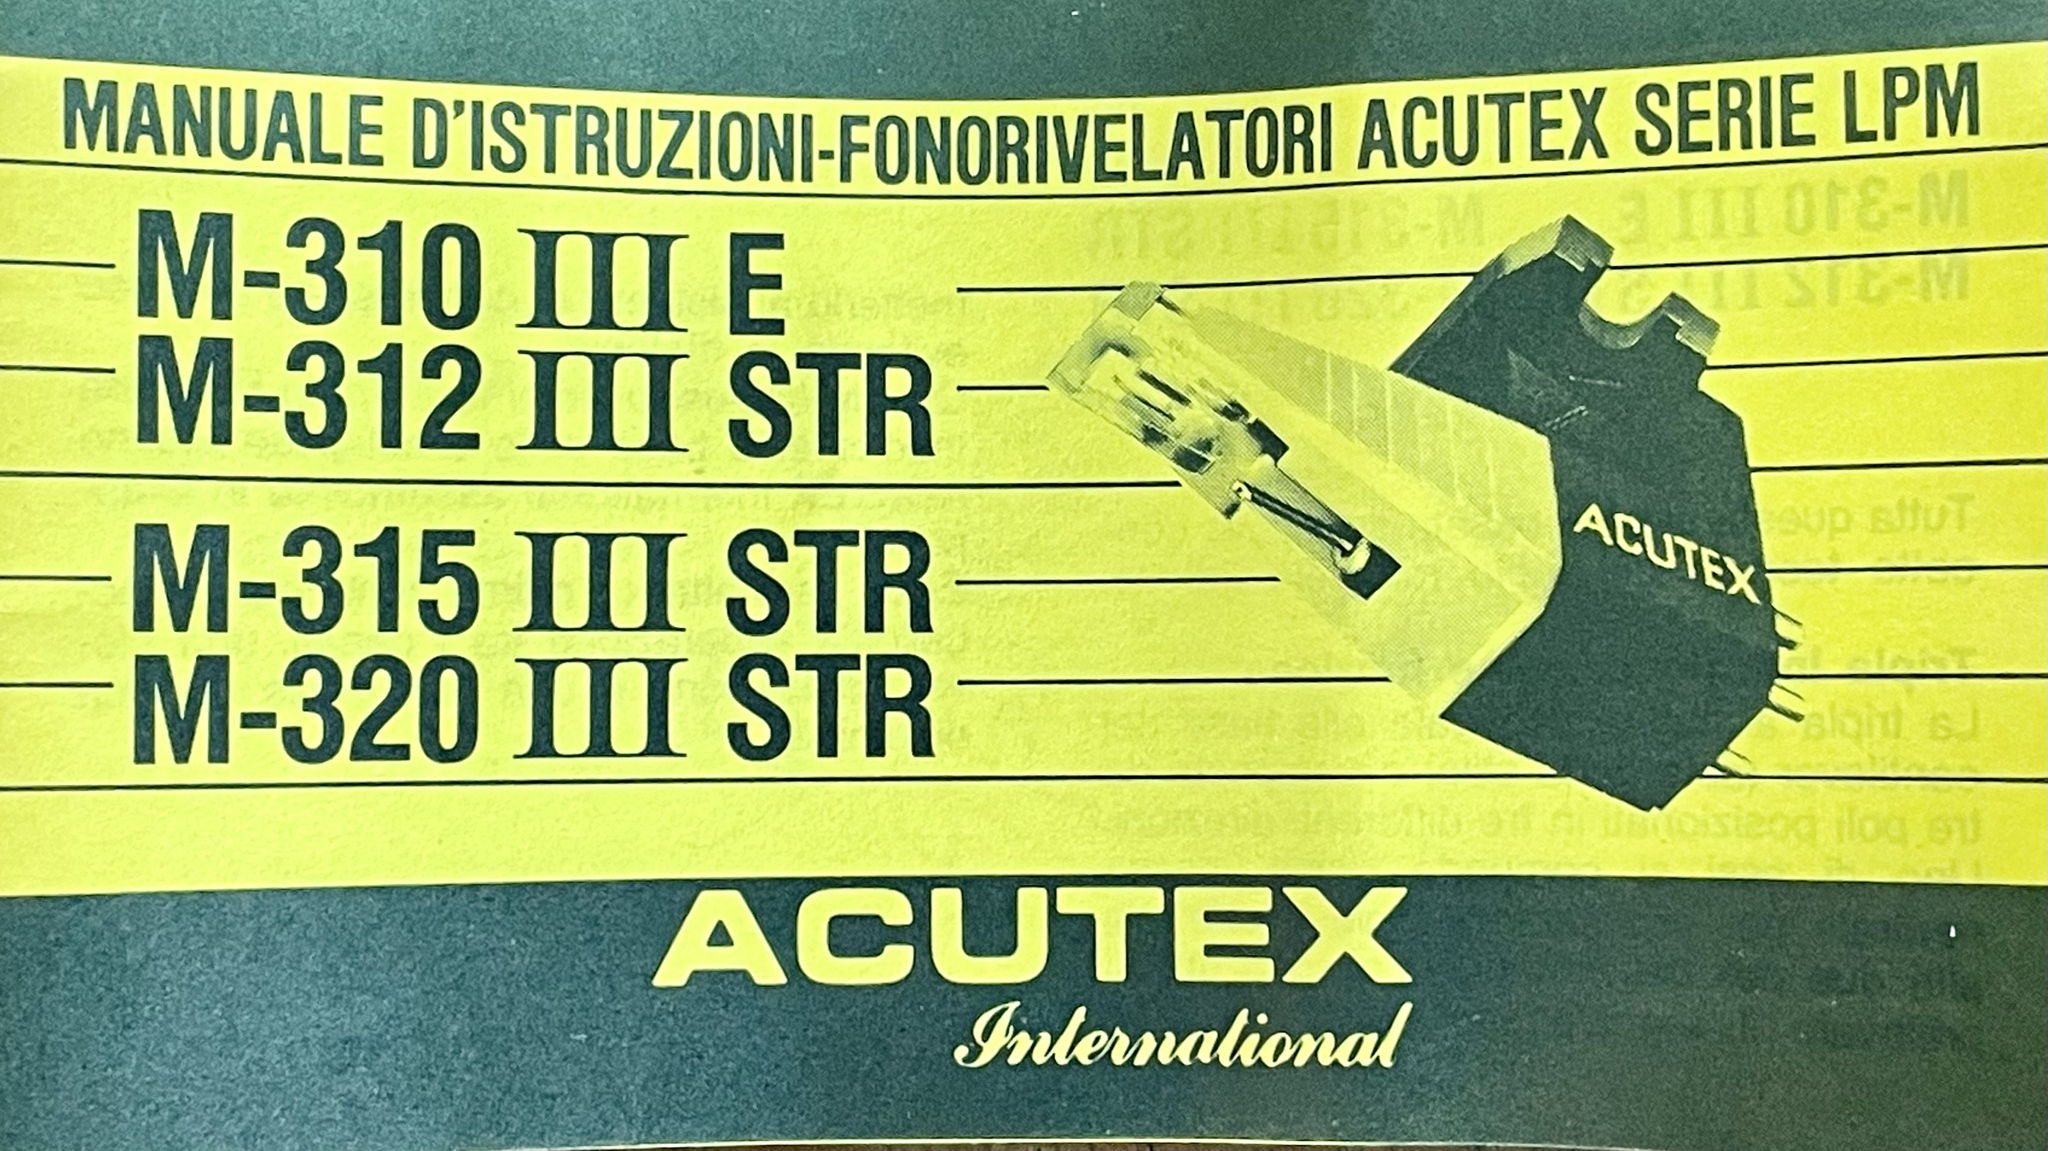 MANUALE D'ISTRUZIONI-FONORIVELATORI ACUTEX SERIE LPM
M-310 III E
M-312 III STR
M-315 III STR
M-320 III STR
ACUTEX
ACUTEX
International